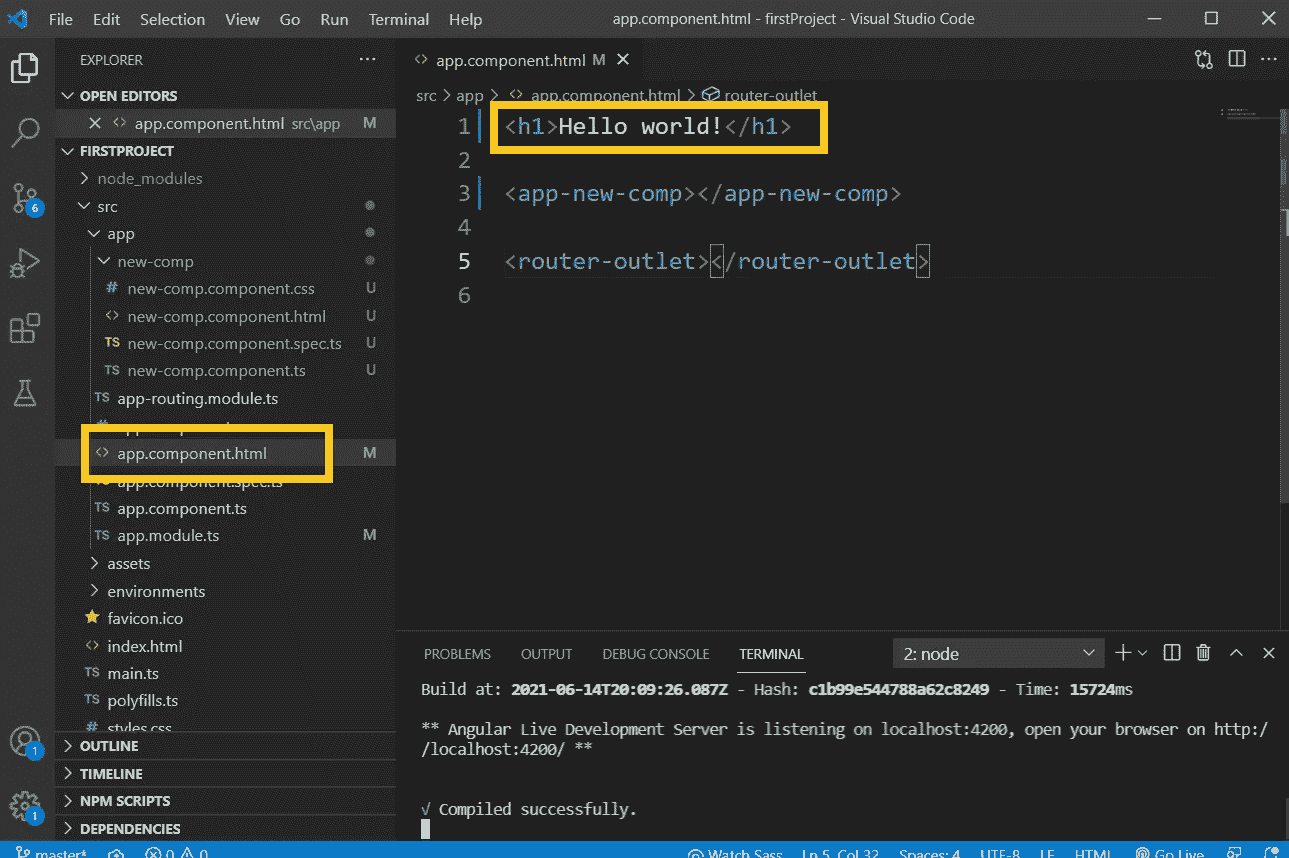 File Edit Selection View Go Run Terminal Help app.component.html - firstProject - Visual Studio Code
EXPLORER
OPEN EDITORS
app.component.html src\app M
FIRSTPROJECT
node_modules
src
app
new-comp
new-comp.component.css U
new-comp.component.html U
new-comp.component.spec.ts U
TS new-comp.component.ts U
TS app-routing.module.ts
app.component.html M
app.component.spec.ts
TS app.component.ts
TS app.module.ts M
assets
environments
favicon.ico
index.html
TS main.ts
TS polyfills.ts
# styles.css
OUTLINE
TIMELINE
NPM SCRIPTS
DEPENDENCIES
6
1
1
app.component.html M
src > app > app.component.html > router-outlet
1 <h1>Hello world!</h1>
2
3 <app-new-comp></app-new-comp>
4
5 <router-outlet></router-outlet>
6
PROBLEMS OUTPUT DEBUG CONSOLE TERMINAL 2: node
Build at: 2021-06-14T20:09:26.087Z - Hash: c1b99e544788a62c8249 - Time: 15724ms
** Angular Live Development Server is listening on localhost:4200, open your browser on http:/
/localhost:4200/ **
√ Compiled successfully.
master* 0 0 Watch Sass Ln 5, Col 32 Spaces: 4 UTF-8 LF HTML Go Live